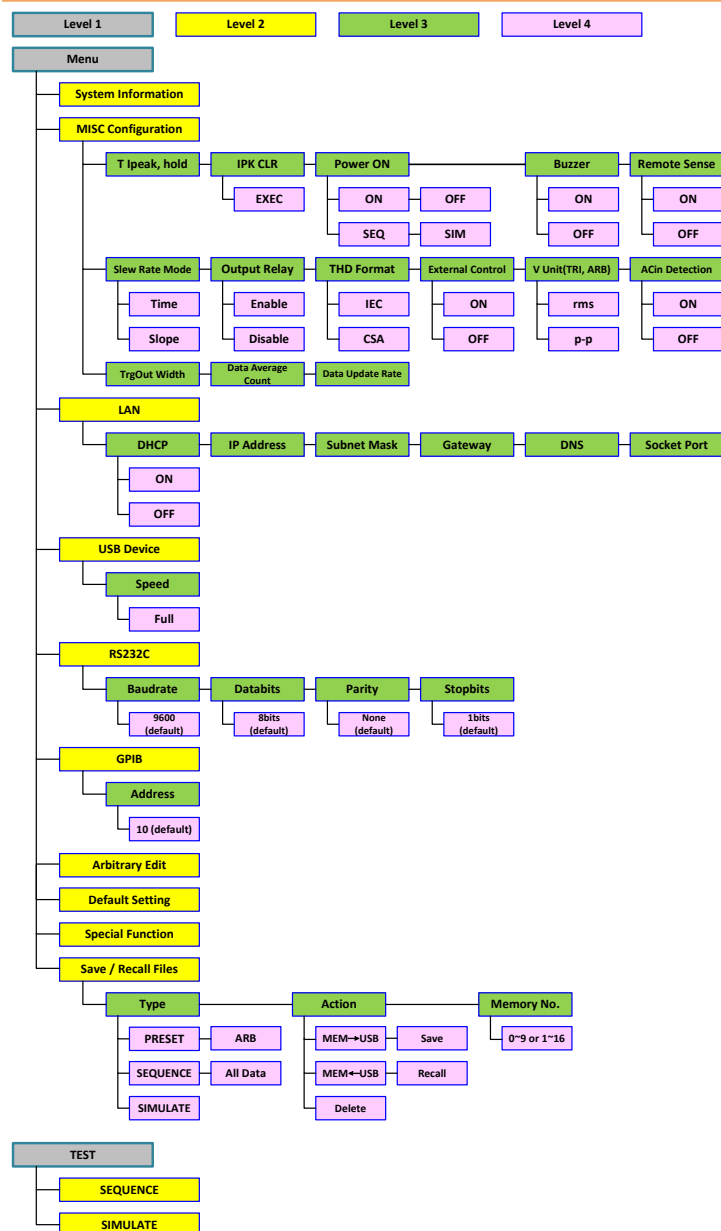 Level 1 Level 2 Level 3 Level 4
Menu
System Information
MISC Configuration
T Ipeak, hold IPK CLR Power ON Buzzer Remote Sense
EXEC ON OFF ON ON
SEQ SIM OFF OFF
Slew Rate Mode Output Relay THD Format External Control V Unit(TRI, ARB) ACin Detection
Time Enable IEC ON rms ON
Slope Disable CSA OFF p-p OFF
TrgOut Width Data Average Count Data Update Rate
LAN
DHCP IP Address Subnet Mask Gateway DNS Socket Port
ON
OFF
USB Device
Speed
Full
RS232C
Baudrate Databits Parity Stopbits
9600 (default) 8bits (default) None (default) 1bits (default)
GPIB
Address
10 (default)
Arbitrary Edit
Default Setting
Special Function
Save / Recall Files
Type Action Memory No.
PRESET ARB MEM→USB Save 0~9 or 1~16
SEQUENCE All Data MEM←USB Recall
SIMULATE Delete
TEST
SEQUENCE
SIMULATE